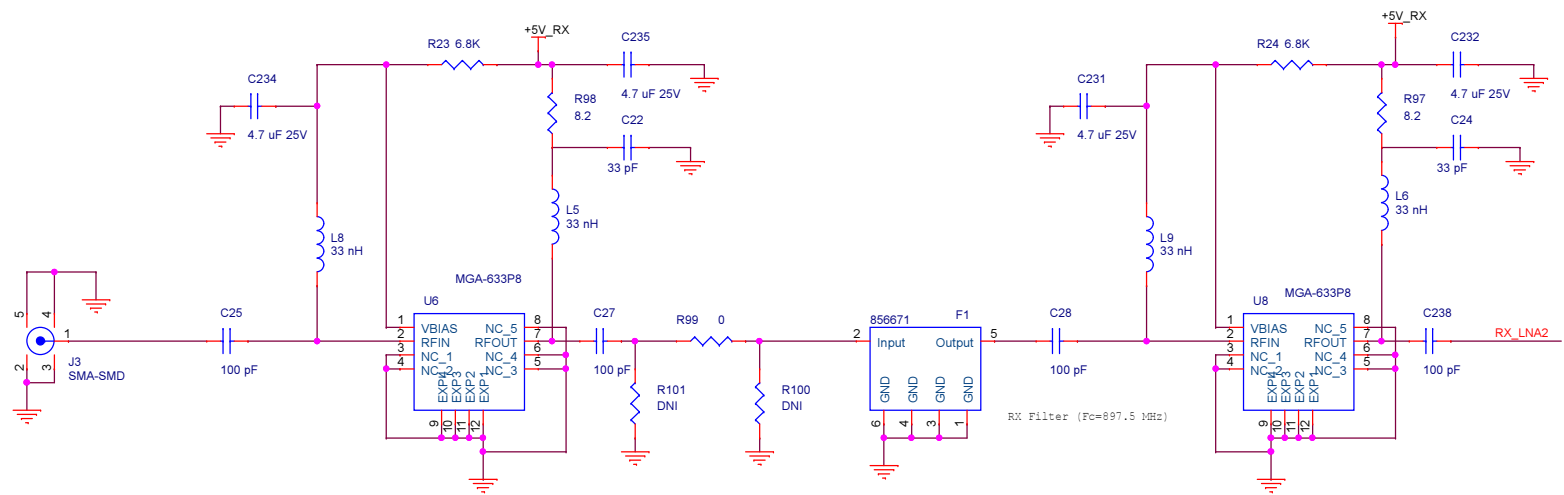 +5V_RX
R23 6.8K
C235
4.7 uF 25V
C234
4.7 uF 25V
R98
8.2
C22
33 pF
L5
33 nH
L8
33 nH
MGA-633P8
U6
1
2
3
4
VBIAS
RFIN
NC_1
NC_2
NC_5
RFOUT
NC_4
NC_3
8
7
6
5
EXP4
EXP3
EXP2
EXP1
9
10
11
12
5
4
1
2
3
J3
SMA-SMD
C25
100 pF
C27
100 pF
R99 0
R101
DNI
R100
DNI
856671
F1
2
Input
Output
5
GND
GND
GND
GND
6
4
3
1
RX Filter (Fc=897.5 MHz)
C28
100 pF
+5V_RX
R24 6.8K
C232
4.7 uF 25V
C231
4.7 uF 25V
R97
8.2
C24
33 pF
L6
33 nH
L9
33 nH
MGA-633P8
U8
1
2
3
4
VBIAS
RFIN
NC_1
NC_2
NC_5
RFOUT
NC_4
NC_3
8
7
6
5
EXP4
EXP3
EXP2
EXP1
9
10
11
12
C238
100 pF
RX_LNA2